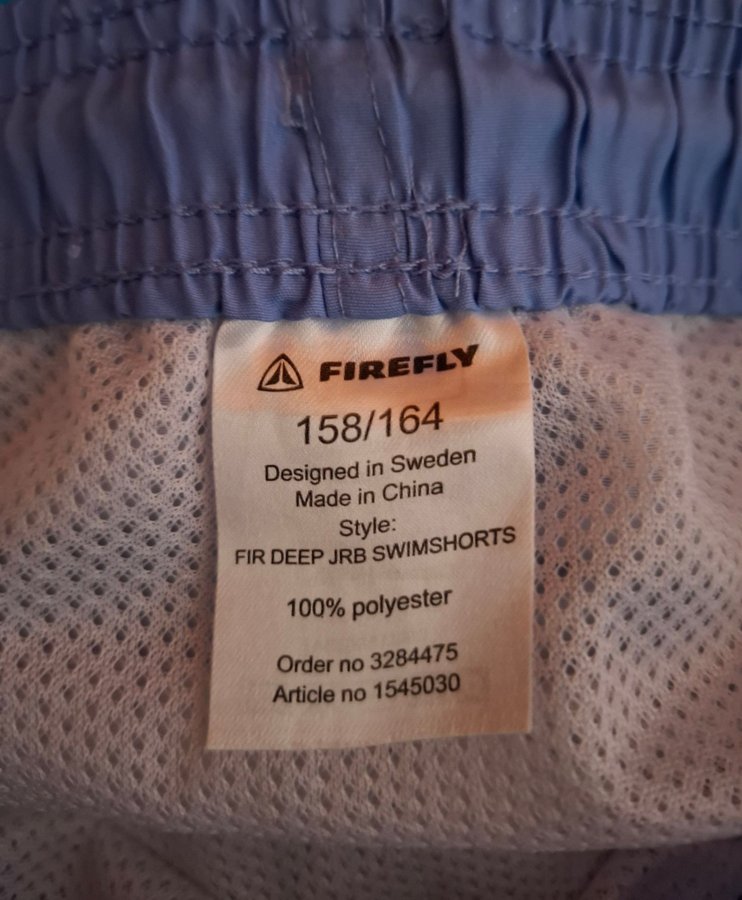 FIREFLY
158/164
Designed in Sweden
Made in China
Style:
FIR DEEP JRB SWIMSHORTS
100% polyester
Order no 3284475
Article no 1545030